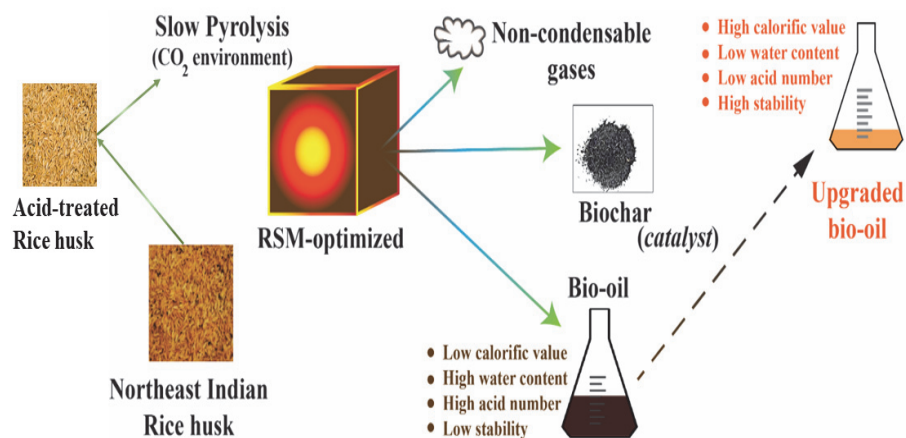 Slow Pyrolysis
(CO₂ environment)
Acid-treated
Rice husk
Northeast Indian
Rice husk
RSM-optimized
Non-condensable
gases
Biochar
(catalyst)
Bio-oil
• Low calorific value
• High water content
• High acid number
• Low stability
• High calorific value
• Low water content
• Low acid number
• High stability
Upgraded
bio-oil